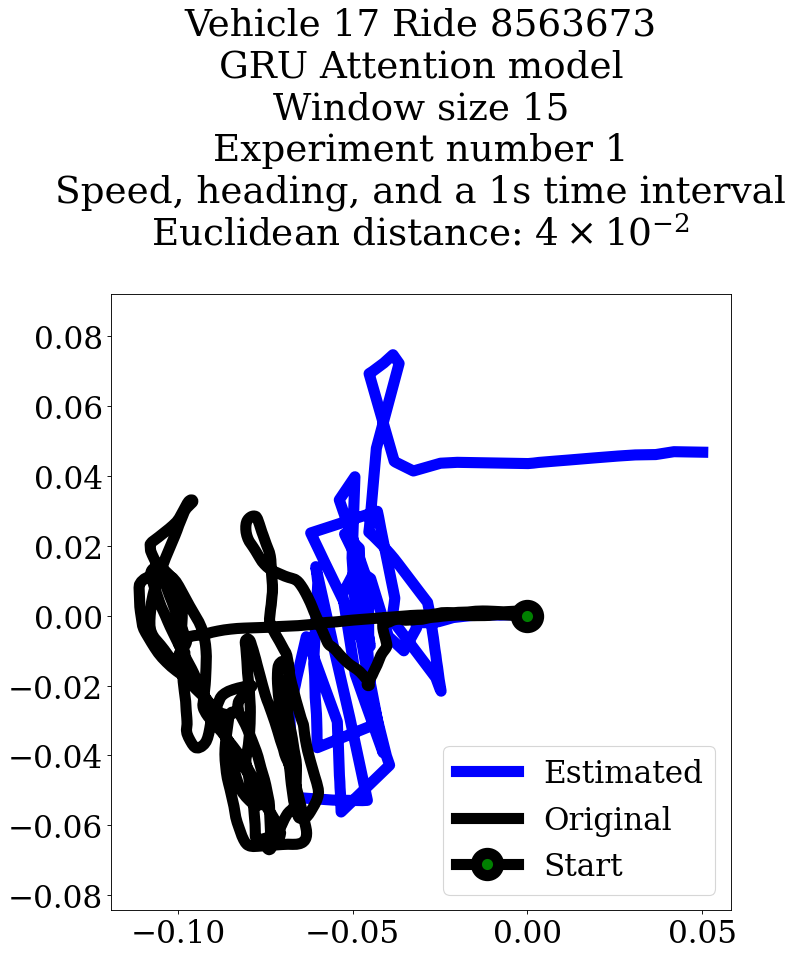 Vehicle 17 Ride 8563673
GRU Attention model
Window size 15
Experiment number 1
Speed, heading, and a 1s time interval
Euclidean distance: 4 × 10⁻²
0.08
0.06
0.04
0.02
0.00
−0.02
−0.04
−0.06
−0.08
Estimated
Original
Start
−0.10
−0.05
0.00
0.05